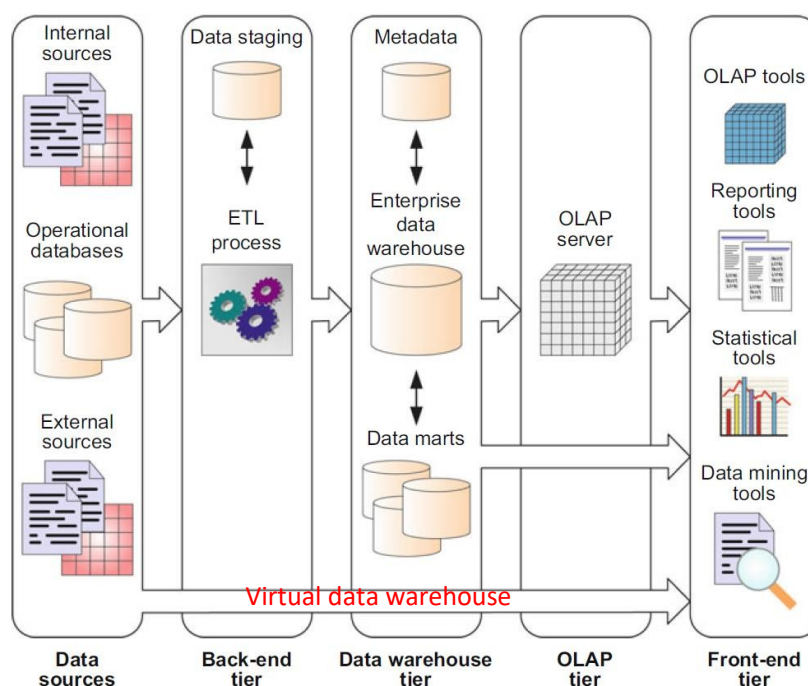 Internal
sources
Operational
databases
External
sources
Data staging
ETL
process
Metadata
Enterprise
data
warehouse
Data marts
OLAP
server
OLAP tools
Reporting
tools
Statistical
tools
Data mining
tools
Virtual data warehouse
Data
sources
Back-end
tier
Data warehouse
tier
OLAP
tier
Front-end
tier